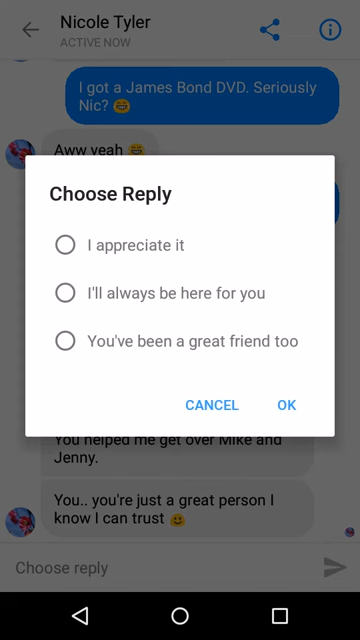 Nicole Tyler
ACTIVE NOW
I got a James Bond DVD. Seriously
Nic? 😂
Aww yeah 😂
Choose Reply
I appreciate it
I'll always be here for you
You've been a great friend too
CANCEL OK
You helped me get over Mike and
Jenny.
You.. you're just a great person I
know I can trust 🙂
Choose reply